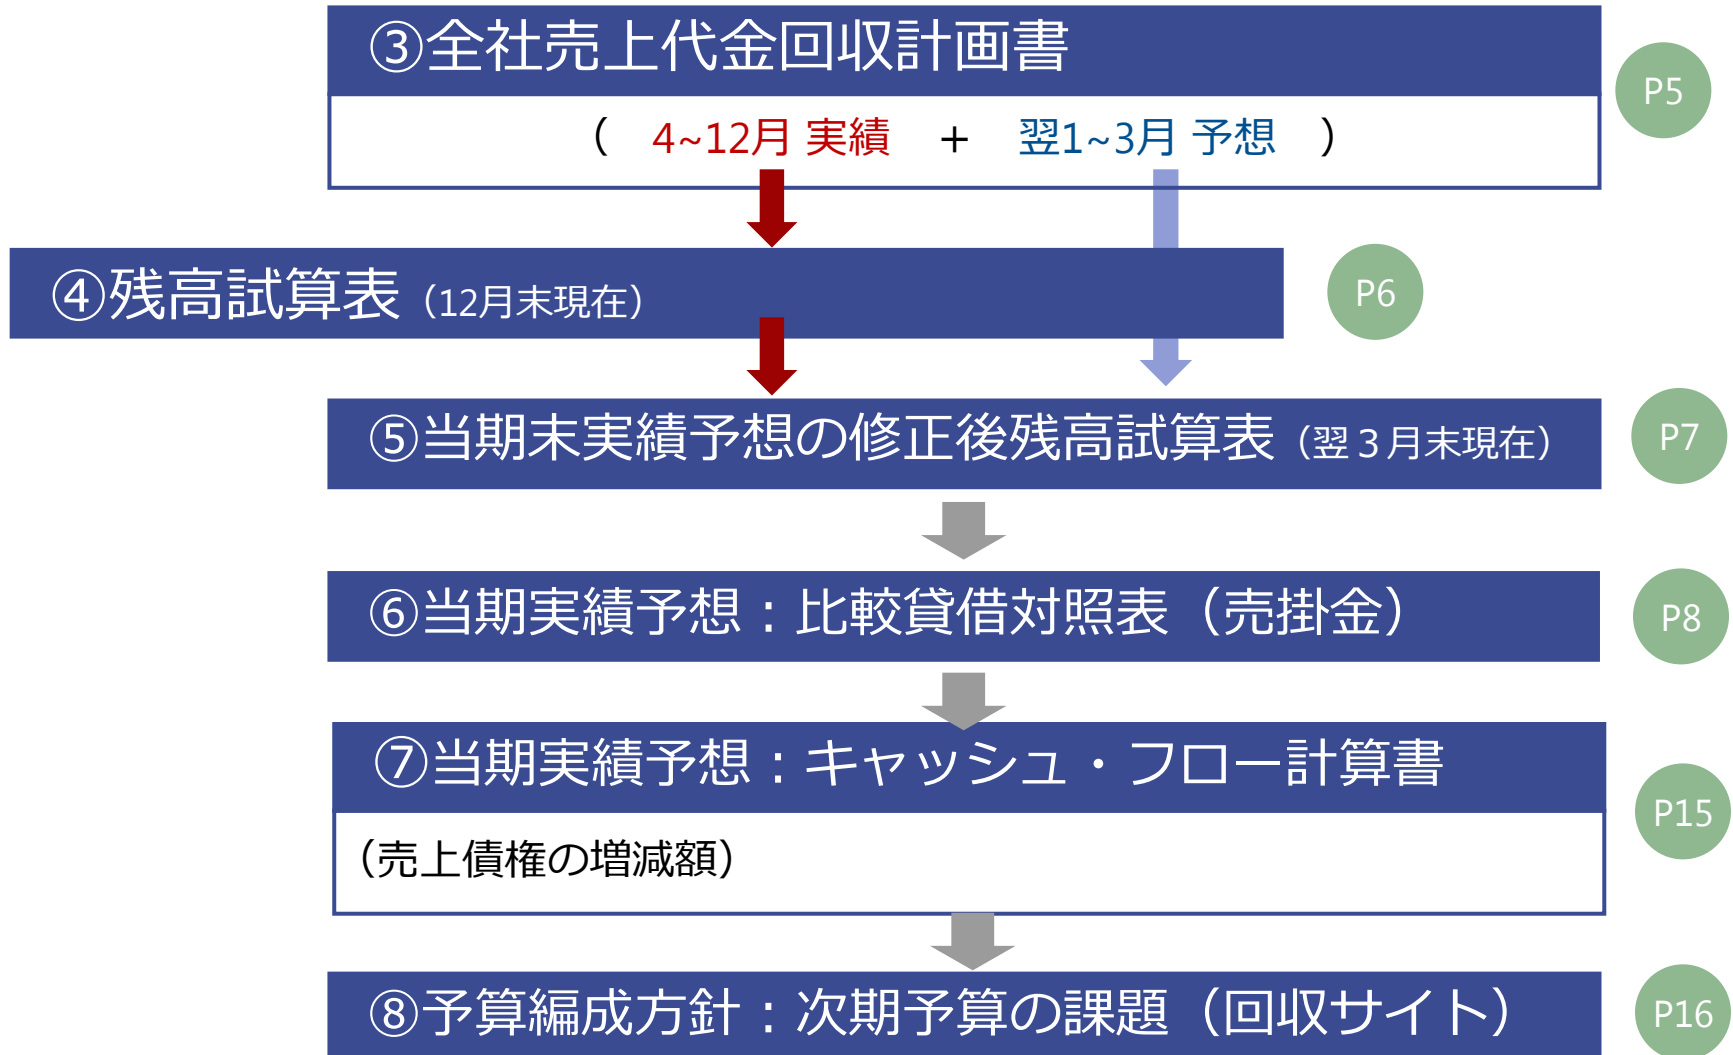 ③全社売上代金回収計画書
P5
（　4~12月 実績　+　翌1~3月 予想　）
④残高試算表（12月末現在）
P6
⑤当期末実績予想の修正後残高試算表（翌３月末現在）
P7
⑥当期実績予想：比較貸借対照表（売掛金）
P8
⑦当期実績予想：キャッシュ・フロー計算書
P15
（売上債権の増減額）
⑧予算編成方針：次期予算の課題（回収サイト）
P16